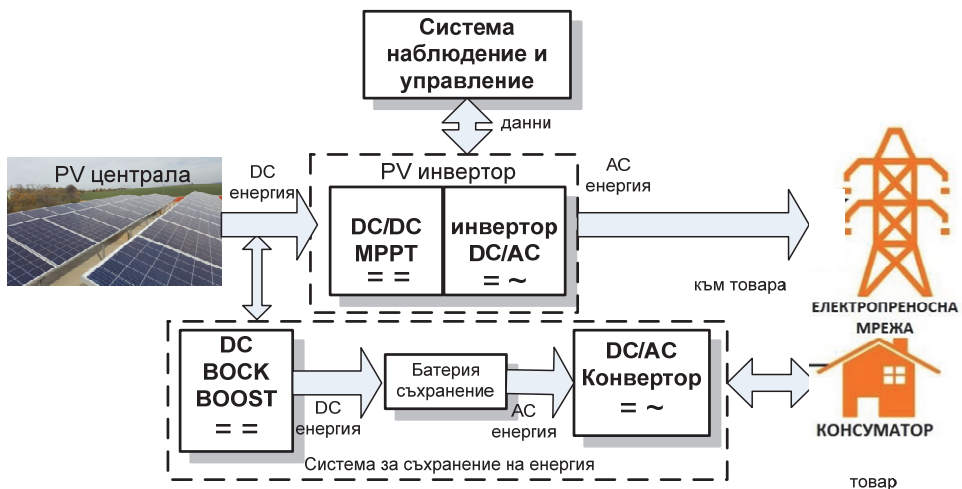 Система
наблюдение и
управление
данни
PV централа
DC
енергия
PV инвертор
DC/DC
MPPT
= =
инвертор
DC/AC
= ~
AC
енергия
към товара
ЕЛЕКТРОПРЕНОСНА
МРЕЖА
DC
BOCK
BOOST
= =
DC
енергия
Батерия
съхранение
AC
енергия
DC/AC
Конвертор
= ~
Система за съхранение на енергия
КОНСУМАТОР
товар